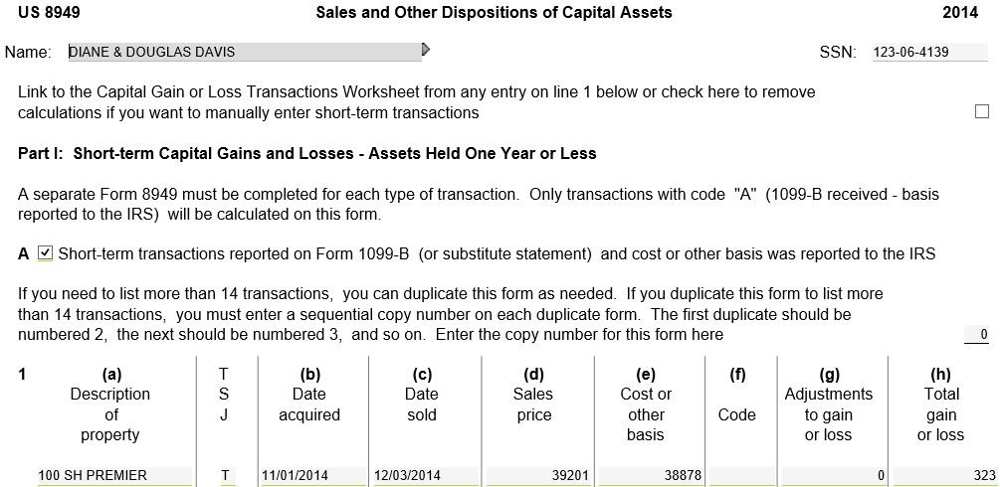 US 8949 Sales and Other Dispositions of Capital Assets 2014
Name: DIANE & DOUGLAS DAVIS SSN: 123-06-4139
Link to the Capital Gain or Loss Transactions Worksheet from any entry on line 1 below or check here to remove
calculations if you want to manually enter short-term transactions
Part I: Short-term Capital Gains and Losses - Assets Held One Year or Less
A separate Form 8949 must be completed for each type of transaction. Only transactions with code "A" (1099-B received - basis
reported to the IRS) will be calculated on this form.
A Short-term transactions reported on Form 1099-B (or substitute statement) and cost or other basis was reported to the IRS
If you need to list more than 14 transactions, you can duplicate this form as needed. If you duplicate this form to list more
than 14 transactions, you must enter a sequential copy number on each duplicate form. The first duplicate should be
numbered 2, the next should be numbered 3, and so on. Enter the copy number for this form here 0
1 (a) T (b) (c) (d) (e) (f) (g) (h)
Description S Date Date Sales Cost or Adjustments Total
of J acquired sold price other Code to gain gain
property basis or loss or loss
100 SH PREMIER T 11/01/2014 12/03/2014 39201 38878 0 323